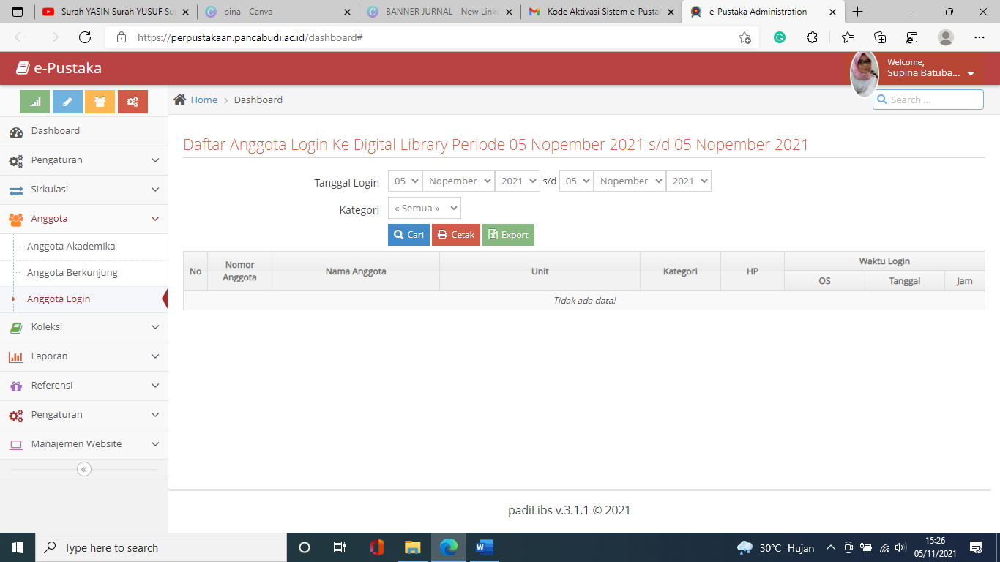 Surah YASIN Surah YUSUF Su
pina - Canva
BANNER JURNAL - New Linke
Kode Aktivasi Sistem e-Pustak
e-Pustaka Administration
https://perpustakaan.pancabudi.ac.id/dashboard#
e-Pustaka
Welcome,
Supina Batuba...
Home > Dashboard
Search ...
Dashboard
Pengaturan
Sirkulasi
Anggota
Anggota Akademika
Anggota Berkunjung
Anggota Login
Koleksi
Laporan
Referensi
Pengaturan
Manajemen Website
Daftar Anggota Login Ke Digital Library Periode 05 Nopember 2021 s/d 05 Nopember 2021
Tanggal Login 05 Nopember 2021 s/d 05 Nopember 2021
Kategori « Semua »
Cari Cetak Export
No Nomor Anggota Nama Anggota Unit Kategori HP Waktu Login
OS Tanggal Jam
Tidak ada data!
padiLibs v.3.1.1 © 2021
Type here to search
30°C Hujan
15:26
05/11/2021